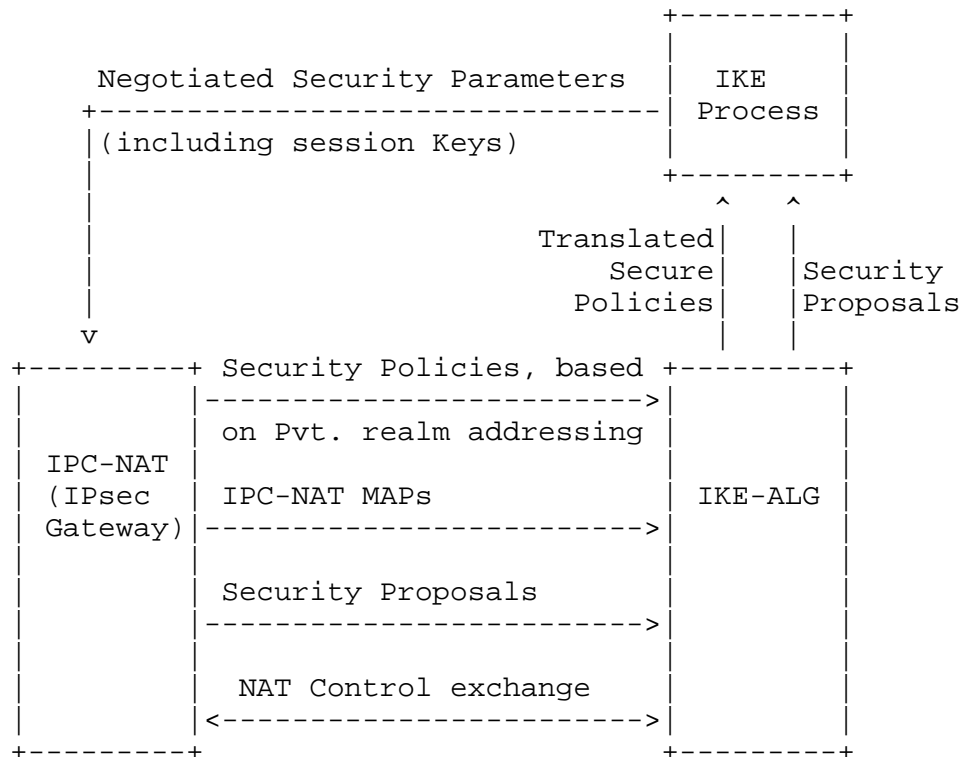 Negotiated Security Parameters IKE
Process
(including session Keys)
Translated
Secure Security
Policies Proposals
Security Policies, based
on Pvt. realm addressing
IPC-NAT
(IPsec IPC-NAT MAPs IKE-ALG
Gateway)
Security Proposals
NAT Control exchange